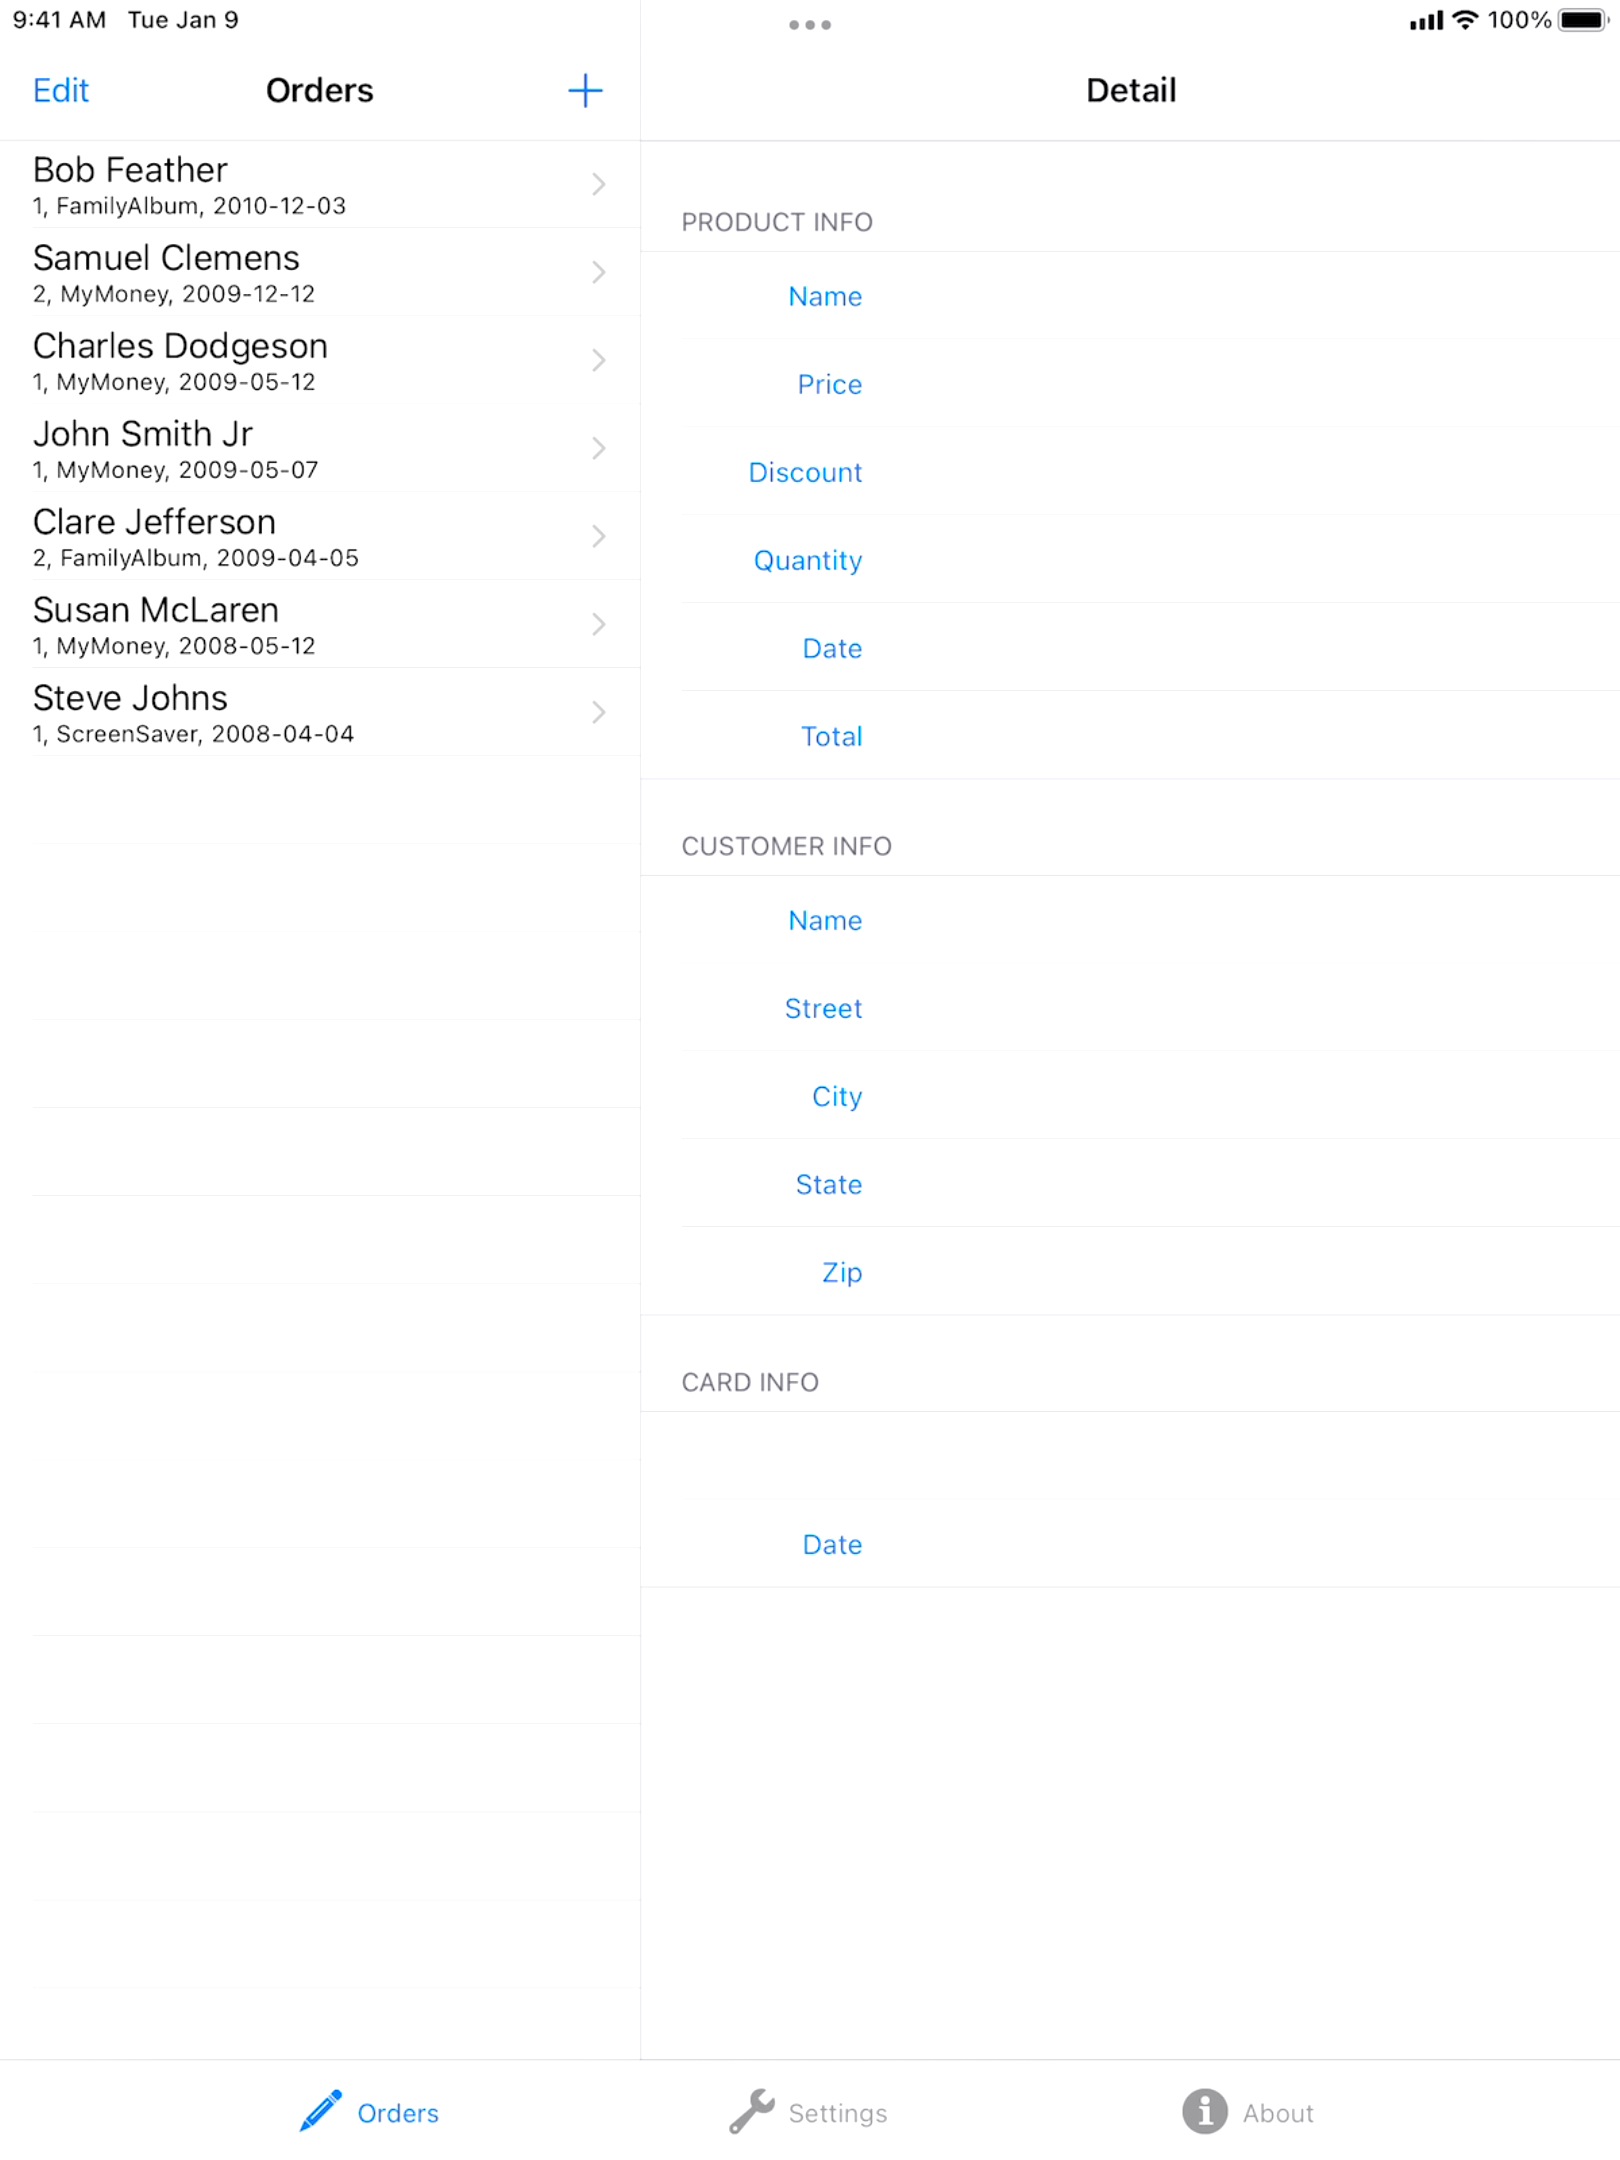 9:41 AM Tue Jan 9
100%
Edit
Orders
Detail
Bob Feather
1, FamilyAlbum, 2010-12-03
Samuel Clemens
2, MyMoney, 2009-12-12
Charles Dodgeson
1, MyMoney, 2009-05-12
John Smith Jr
1, MyMoney, 2009-05-07
Clare Jefferson
2, FamilyAlbum, 2009-04-05
Susan McLaren
1, MyMoney, 2008-05-12
Steve Johns
1, ScreenSaver, 2008-04-04
PRODUCT INFO
Name
Price
Discount
Quantity
Date
Total
CUSTOMER INFO
Name
Street
City
State
Zip
CARD INFO
Date
Orders
Settings
About